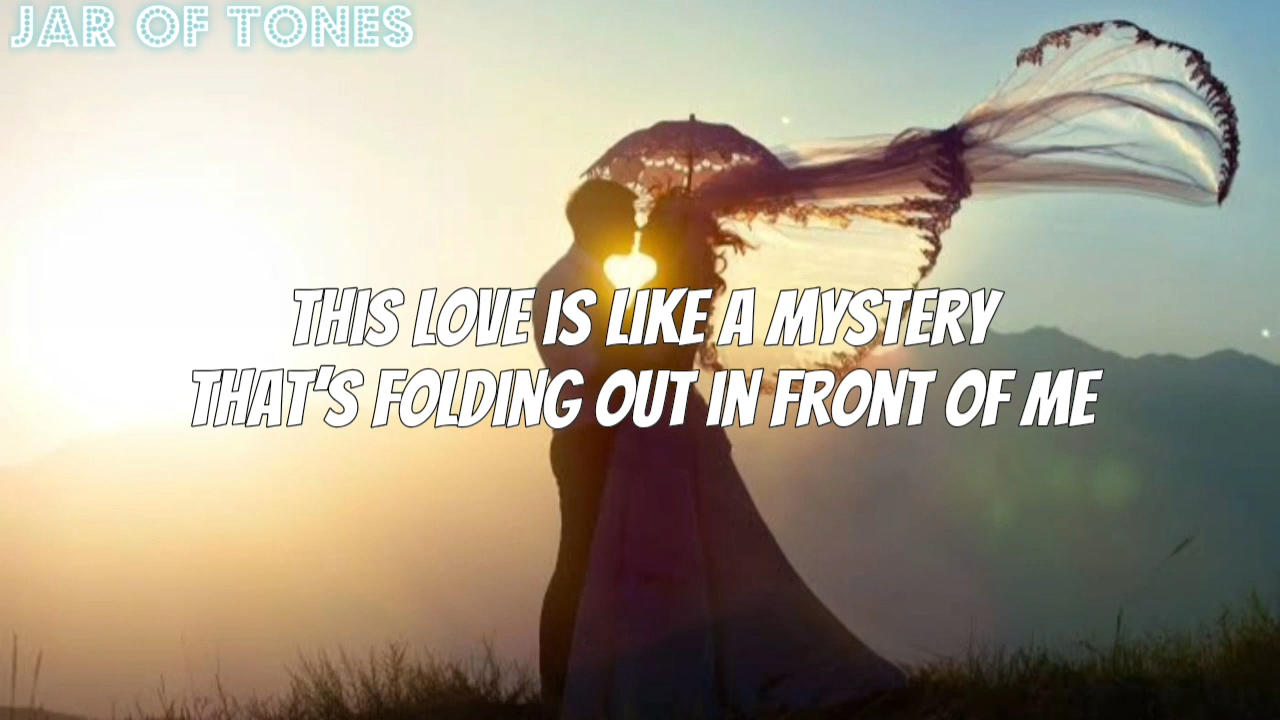 JAR OF TONES
THIS LOVE IS LIKE A MYSTERY
THAT'S FOLDING OUT IN FRONT OF ME